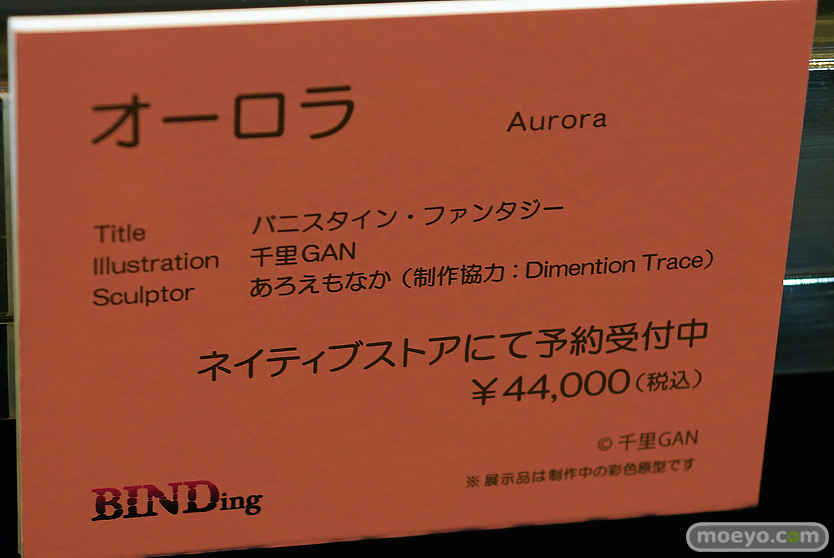 オーロラ Aurora
Title バニスタイン・ファンタジー
Illustration 千里GAN
Sculptor あろえもなか（制作協力：Dimention Trace）
ネイティブストアにて予約受付中
￥44,000（税込）
© 千里GAN
※ 展示品は制作中の彩色原型です
BINDing
moeyo.com